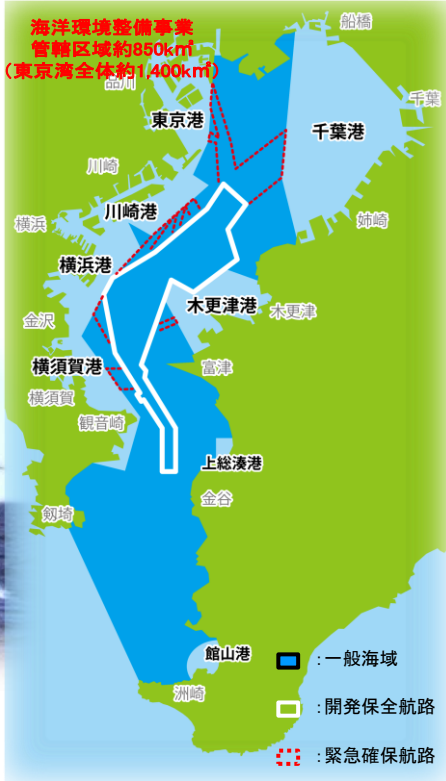 海洋環境整備事業
管轄区域約850k㎡
（東京湾全体約1,400k㎡）
船橋
品川
東京港
千葉
千葉港
川崎
川崎港
姉崎
横浜
横浜港
木更津港
木更津
金沢
富津
横須賀港
横須賀
観音崎
上総湊港
金谷
剱埼
館山港
洲崎
：一般海域
：開発保全航路
：緊急確保航路